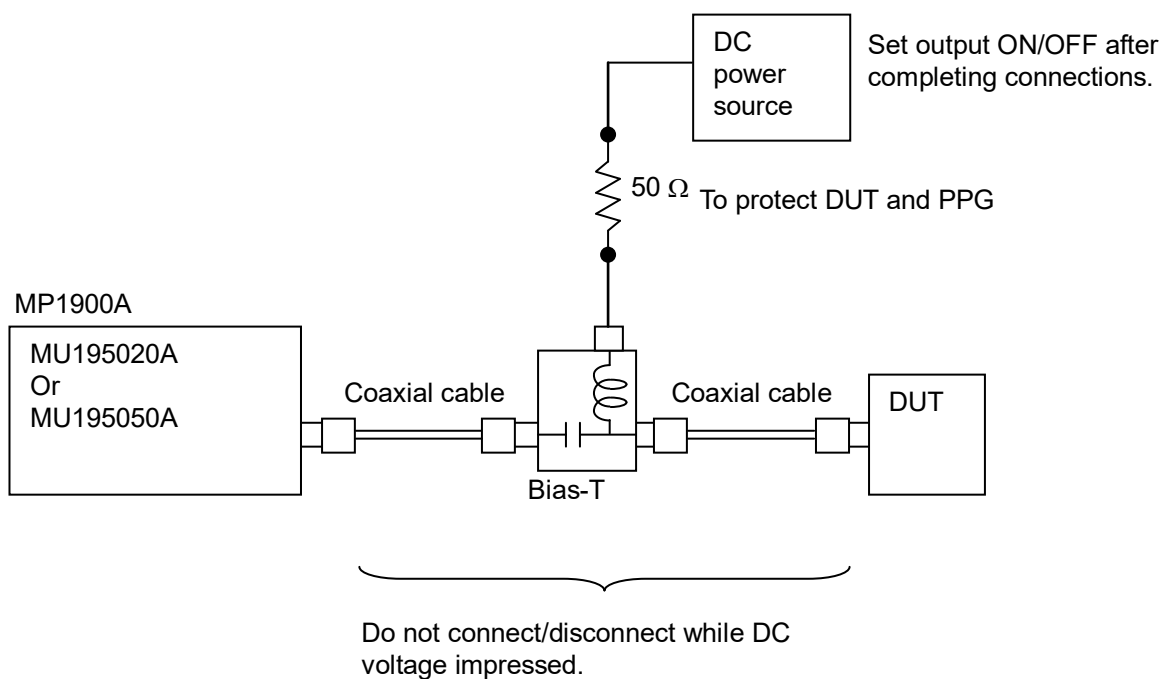 DC
power
source
Set output ON/OFF after
completing connections.
50 Ω
To protect DUT and PPG
MP1900A
MU195020A
Or
MU195050A
Coaxial cable
Coaxial cable
DUT
Bias-T
Do not connect/disconnect while DC
voltage impressed.